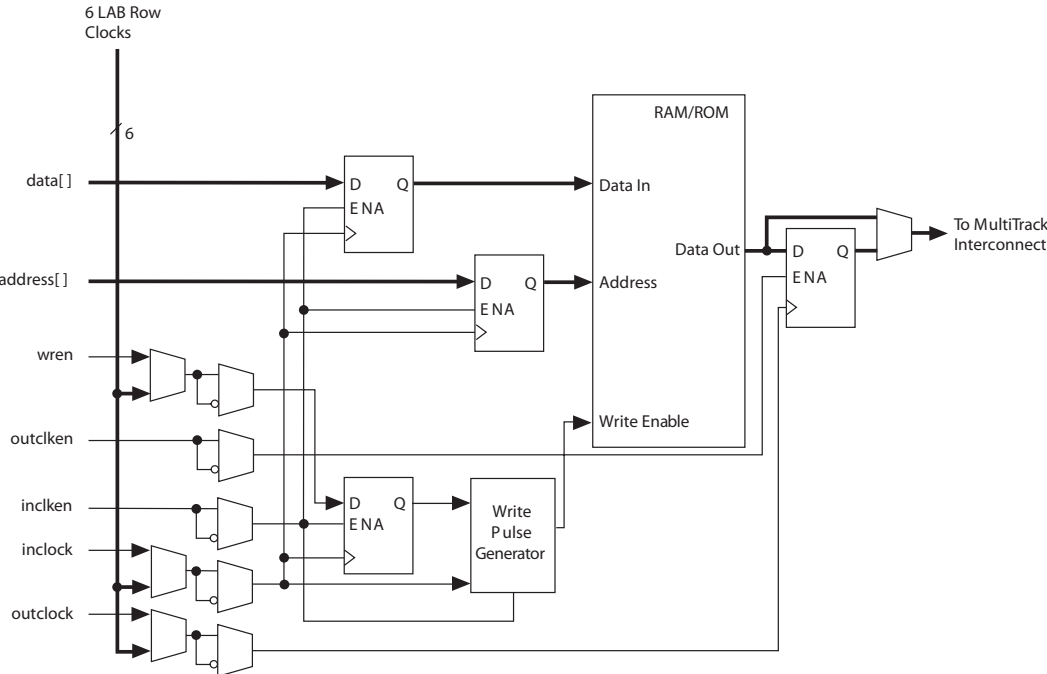 6 LAB Row
Clocks
6
RAM/ROM
data[ ]
D Q
Data In
ENA
To MultiTrack
Interconnect
Data Out
D Q
address[ ]
D Q
Address
ENA
ENA
wren
Write Enable
outclken
inclken
D Q
Write
Pulse
Generator
ENA
inclock
outclock